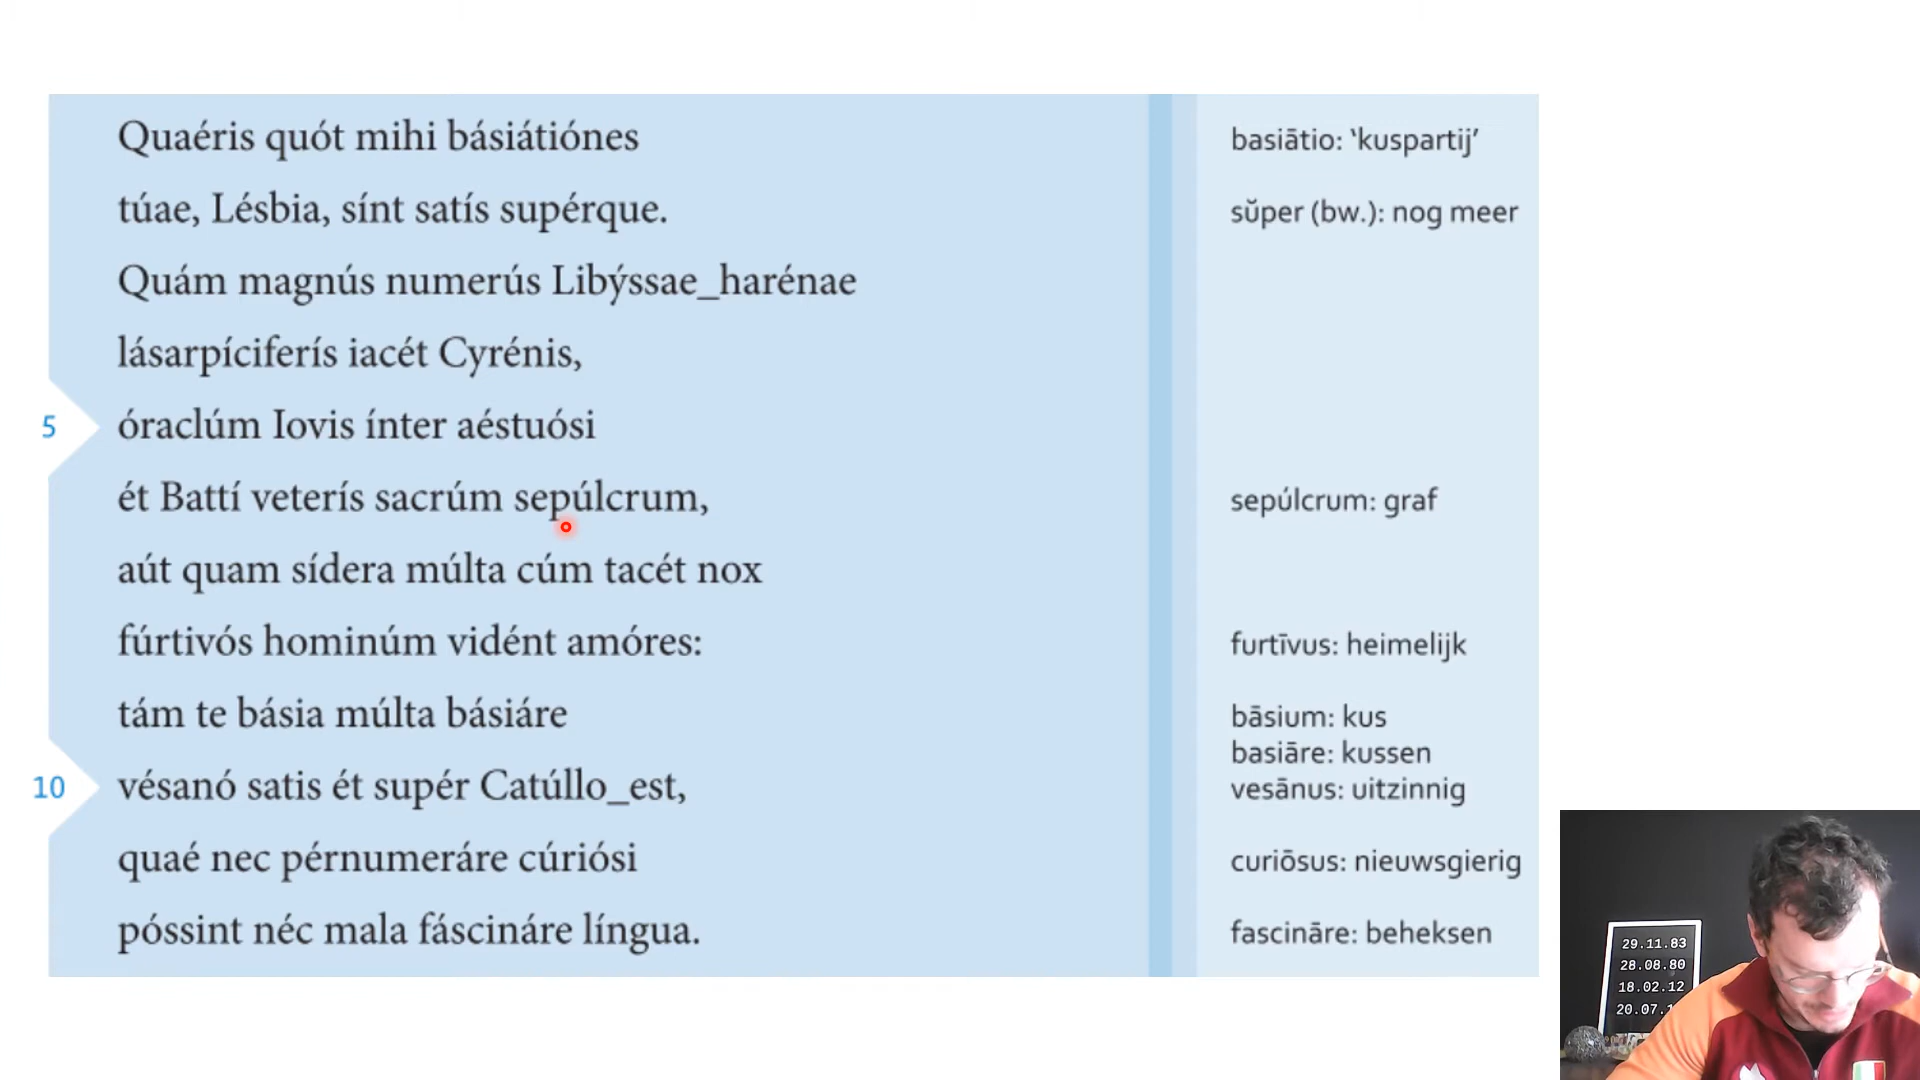 Quaéris quót mihi básiátiónes
túae, Lésbia, sínt satís supérque.
Quám magnús numerús Libýssae_harénae
lásarpíciferís iacét Cyrénis,
5 óraclúm Iovis ínter aéstuósi
ét Battí veterís sacrúm sepúlcrum,
aút quam sídera múlta cúm tacét nox
fúrtivós hominúm vidént amóres:
tám te básia múlta básiáre
10 vésanó satis ét supér Catúllo_est,
quaé nec pérnumeráre cúriósi
póssint néc mala fáscináre língua.
basiātio: ‘kuspartij’
sŭper (bw.): nog meer
sepúlcrum: graf
furtīvus: heimelijk
bāsium: kus
basiāre: kussen
vesānus: uitzinnig
curiōsus: nieuwsgierig
fascināre: beheksen
29.11.83
28.08.80
18.02.12
20.07.